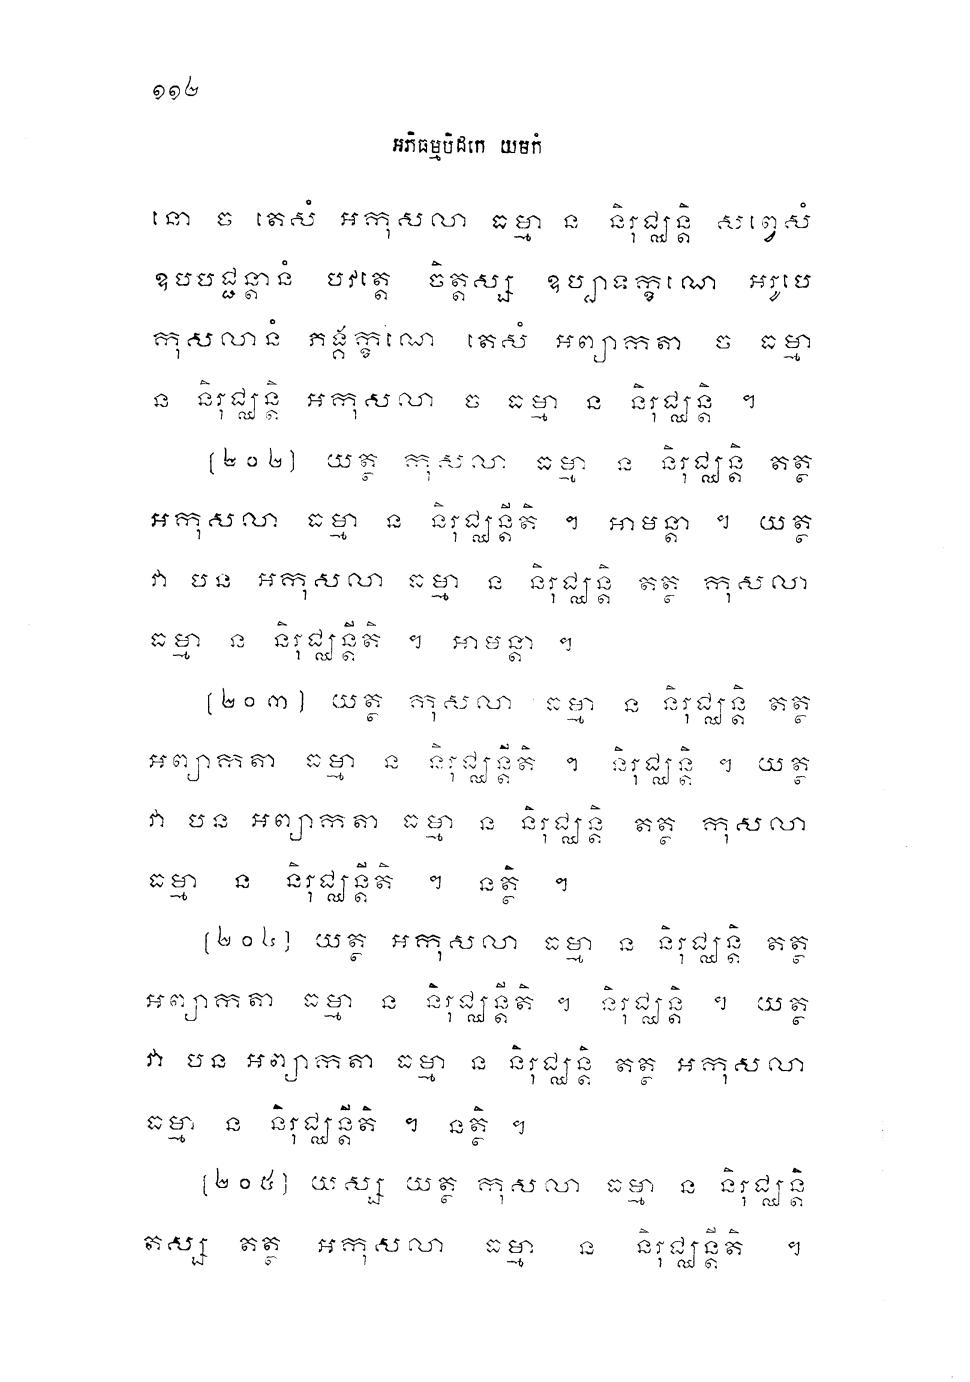 ១១២
អភិធម្មបិដកេ យមកំ
នោ ច តេសំ អកុសលា ធម្មា ន និរុជ្ឈន្តិ សព្វេសំ
ឧបបជ្ជន្តានំ បវត្តេ ចិត្តស្ស ឧប្បាទក្ខណេ អរូបេ
កុសលានំ ភង្គក្ខណេ តេសំ អព្យាកតា ច ធម្មា
ន និរុជ្ឈន្តិ អកុសលា ច ធម្មា ន និរុជ្ឈន្តិ ។
(២០២) យត្ថ កុសលា ធម្មា ន និរុជ្ឈន្តិ តត្ថ
អកុសលា ធម្មា ន និរុជ្ឈន្តីតិ ។ អាមន្តា ។ យត្ថ
វា បន អកុសលា ធម្មា ន និរុជ្ឈន្តិ តត្ថ កុសលា
ធម្មា ន និរុជ្ឈន្តីតិ ។ អាមន្តា ។
(២០៣) យត្ថ កុសលា ធម្មា ន និរុជ្ឈន្តិ តត្ថ
អព្យាកតា ធម្មា ន និរុជ្ឈន្តីតិ ។ និរុជ្ឈន្តិ ។ យត្ថ
វា បន អព្យាកតា ធម្មា ន និរុជ្ឈន្តិ តត្ថ កុសលា
ធម្មា ន និរុជ្ឈន្តីតិ ។ នត្ថិ ។
(២០៤) យត្ថ អកុសលា ធម្មា ន និរុជ្ឈន្តិ តត្ថ
អព្យាកតា ធម្មា ន និរុជ្ឈន្តីតិ ។ និរុជ្ឈន្តិ ។ យត្ថ
វា បន អព្យាកតា ធម្មា ន និរុជ្ឈន្តិ តត្ថ អកុសលា
ធម្មា ន និរុជ្ឈន្តីតិ ។ នត្ថិ ។
(២០៥) យស្ស យត្ថ កុសលា ធម្មា ន និរុជ្ឈន្តិ
តស្ស តត្ថ អកុសលា ធម្មា ន និរុជ្ឈន្តីតិ ។